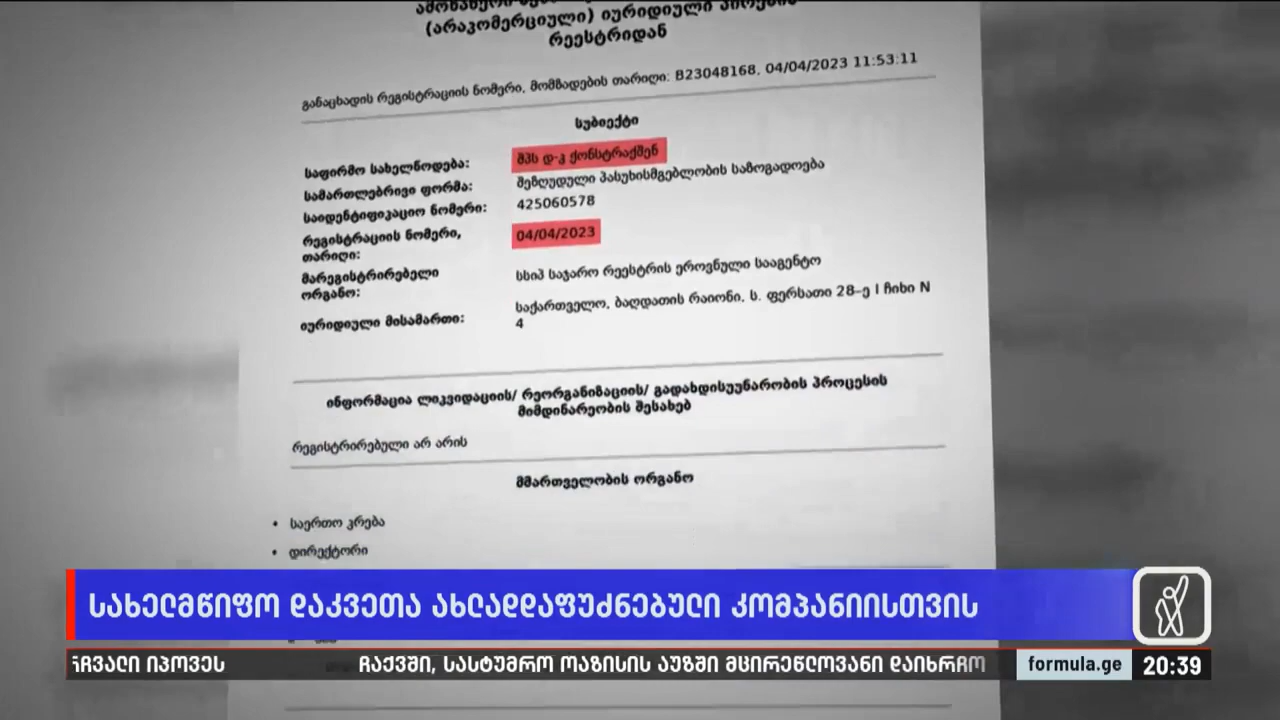 (არაკომერციული) იურიდიული პირების
რეესტრიდან
განაცხადის რეგისტრაციის ნომერი, მომზადების თარიღი: B23048168, 04/04/2023 11:53:11
სუბიექტი
საფირმო სახელწოდება: შპს დ-კ ქონსტრაქშენ
სამართლებრივი ფორმა: შეზღუდული პასუხისმგებლობის საზოგადოება
საიდენტიფიკაციო ნომერი: 425060578
რეგისტრაციის ნომერი, 04/04/2023
თარიღი:
მარეგისტრირებელი სსიპ საჯარო რეესტრის ეროვნული სააგენტო
ორგანო:
იურიდიული მისამართი: საქართველო, ბაღდათის რაიონი, ს. ფერსათი 28-ე I ჩიხი N
4
ინფორმაცია ლიკვიდაციის/ რეორგანიზაციის/ გადახდისუუნარობის პროცესის
მიმდინარეობის შესახებ
რეგისტრირებული არ არის
მმართველობის ორგანო
• საერთო კრება
• დირექტორი
სახელმწიფო დაკვეთა ახლადდაფუძნებული კომპანიისთვის
ჩქვალი იპოვეს ჩაქვში, სასტუმრო ოაზისის აუზში მცირეწლოვანი დაიხრჩო formula.ge 20:39